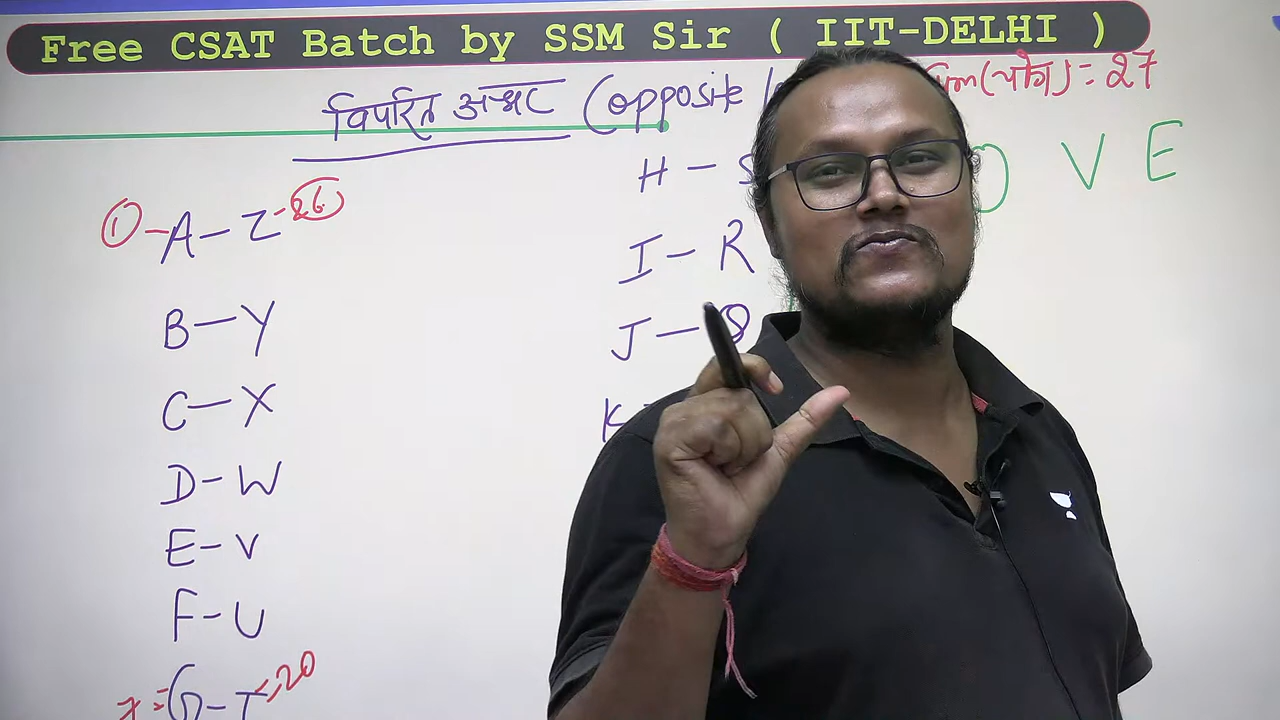 Free CSAT Batch by SSM Sir ( IIT-DELHI )
विपरित अक्षर (opposite
(योग) = 27
O V E
① - A - Z - 26
B - Y
C - X
D - W
E - V
F - U
7 = G - T = 20
H - S
I - R
J - Q
K -